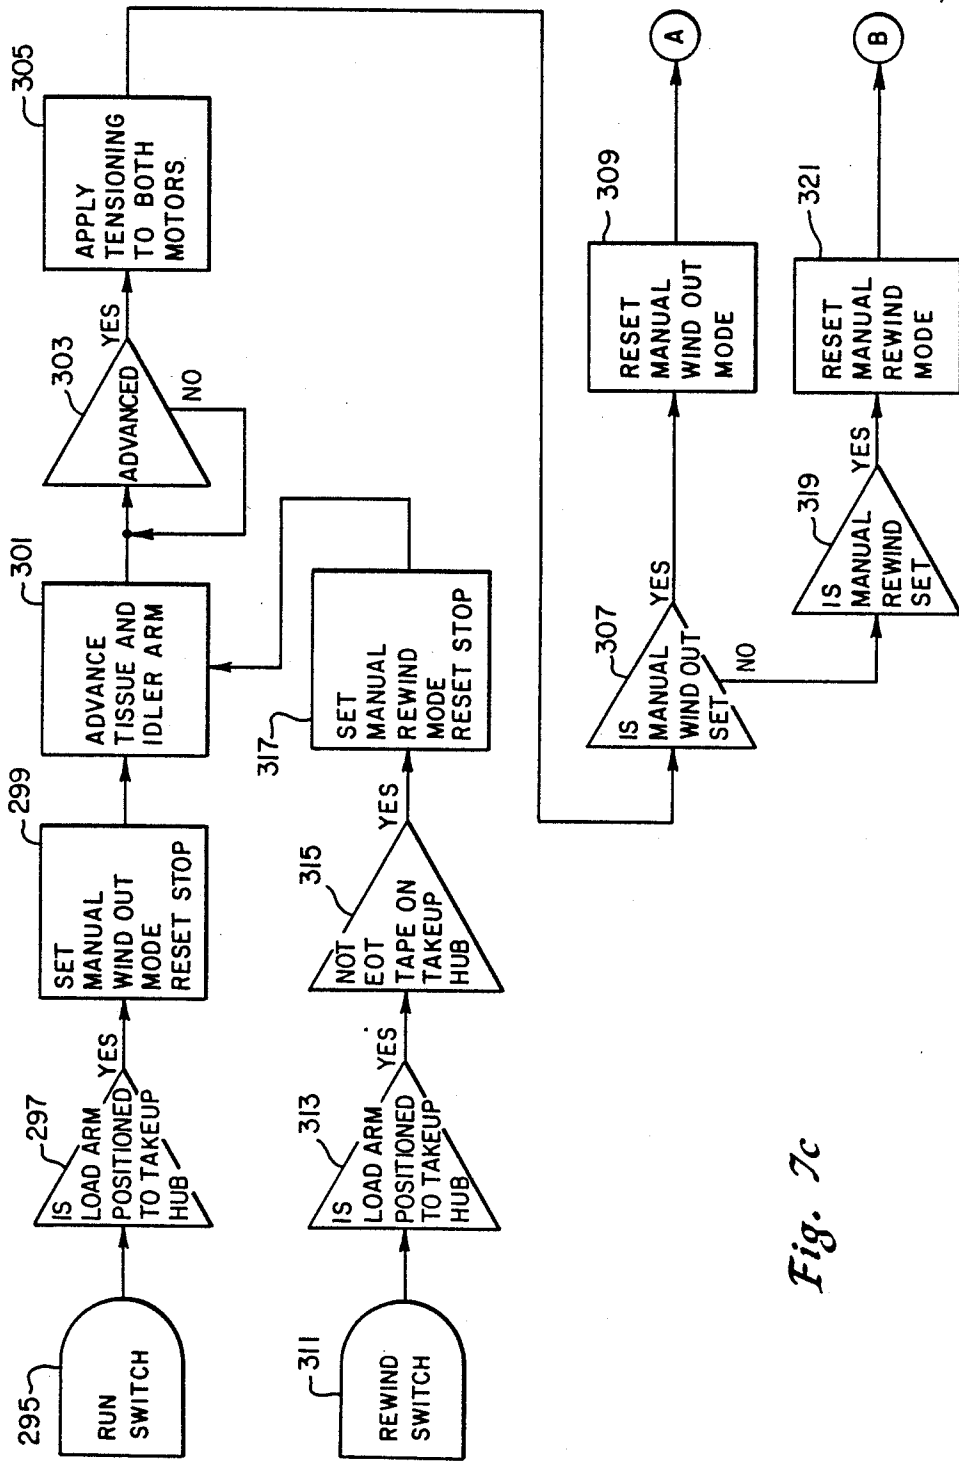 295
RUN
SWITCH
297
IS
LOAD ARM
POSITIONED
TO TAKEUP
HUB
YES
299
SET
MANUAL
WIND OUT
MODE
RESET STOP
301
ADVANCE
TISSUE AND
IDLER ARM
303
ADVANCED
YES
NO
305
APPLY
TENSIONING
TO BOTH
MOTORS
311
REWIND
SWITCH
313
IS
LOAD ARM
POSITIONED
TO TAKEUP
HUB
YES
315
NOT
EOT
TAPE ON
TAKEUP
HUB
YES
317
SET
MANUAL
REWIND
MODE
RESET STOP
307
IS
MANUAL
WIND OUT
SET
YES
NO
309
RESET
MANUAL
WIND OUT
MODE
A
319
IS
MANUAL
REWIND
SET
YES
321
RESET
MANUAL
REWIND
MODE
B
Fig. 7c